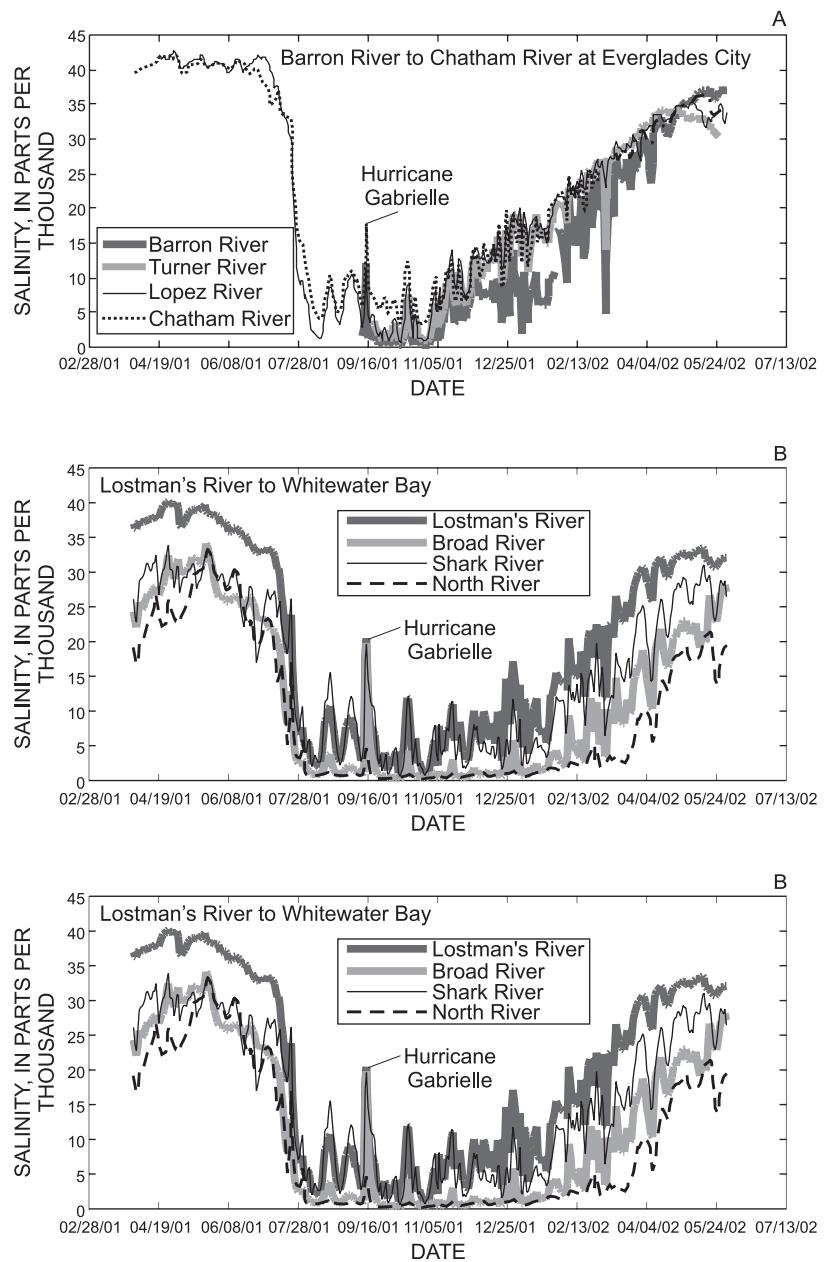 A
Barron River to Chatham River at Everglades City
SALINITY, IN PARTS PER
THOUSAND
45
40
35
30
25
20
15
10
5
0
Hurricane
Gabrielle
Barron River
Turner River
Lopez River
Chatham River
02/28/01 04/19/01 06/08/01 07/28/01 09/16/01 11/05/01 12/25/01 02/13/02 04/04/02 05/24/02 07/13/02
DATE
B
Lostman's River to Whitewater Bay
SALINITY, IN PARTS PER
THOUSAND
45
40
35
30
25
20
15
10
5
0
Lostman's River
Broad River
Shark River
North River
Hurricane
Gabrielle
02/28/01 04/19/01 06/08/01 07/28/01 09/16/01 11/05/01 12/25/01 02/13/02 04/04/02 05/24/02 07/13/02
DATE
B
Lostman's River to Whitewater Bay
SALINITY, IN PARTS PER
THOUSAND
45
40
35
30
25
20
15
10
5
0
Lostman's River
Broad River
Shark River
North River
Hurricane
Gabrielle
02/28/01 04/19/01 06/08/01 07/28/01 09/16/01 11/05/01 12/25/01 02/13/02 04/04/02 05/24/02 07/13/02
DATE